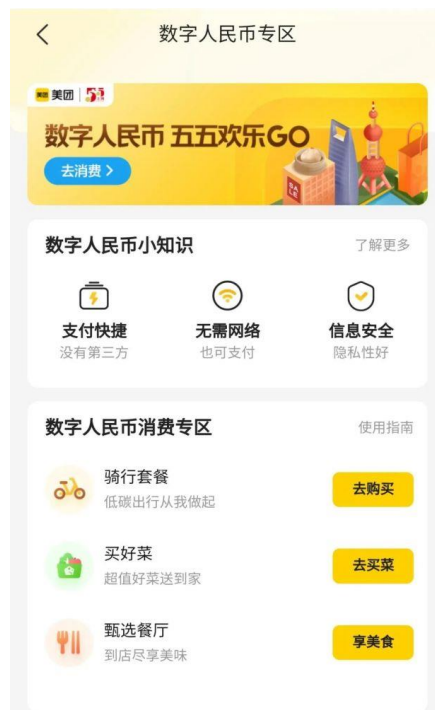 数字人民币专区
美团 美团 55
数字人民币 五五欢乐GO
去消费
SALE
数字人民币小知识 了解更多
支付快捷 无需网络 信息安全
没有第三方 也可支付 隐私性好
数字人民币消费专区 使用指南
骑行套餐
低碳出行从我做起
去购买
买好菜
超值好菜送到家
去买菜
甄选餐厅
到店尽享美味
享美食